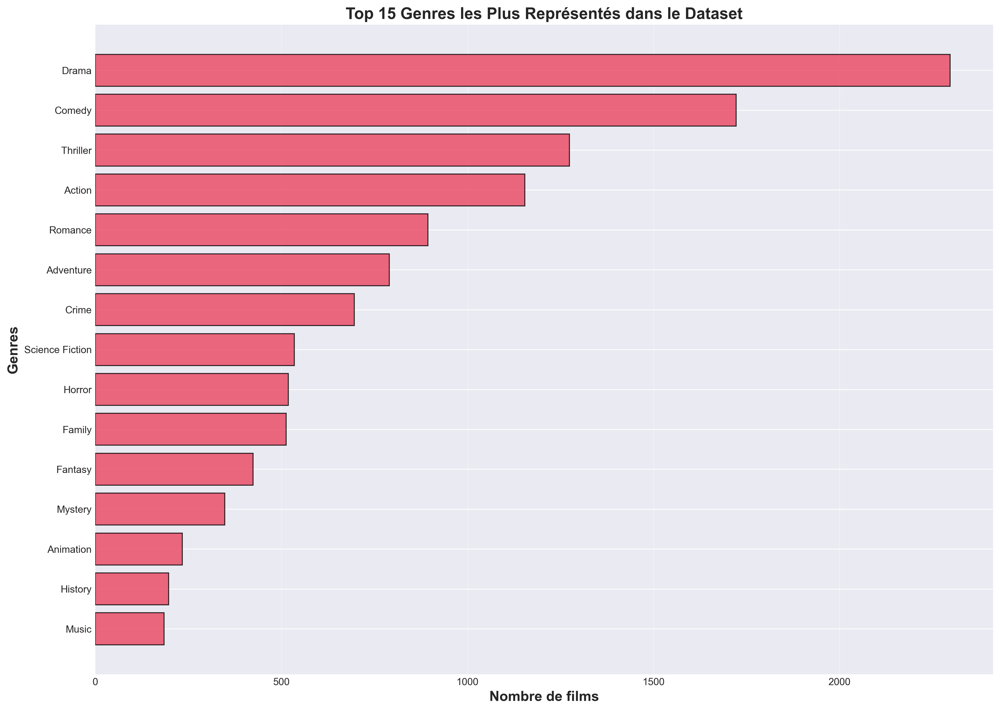 Top 15 Genres les Plus Représentés dans le Dataset
Genres
Drama
Comedy
Thriller
Action
Romance
Adventure
Crime
Science Fiction
Horror
Family
Fantasy
Mystery
Animation
History
Music
0 500 1000 1500 2000
Nombre de films